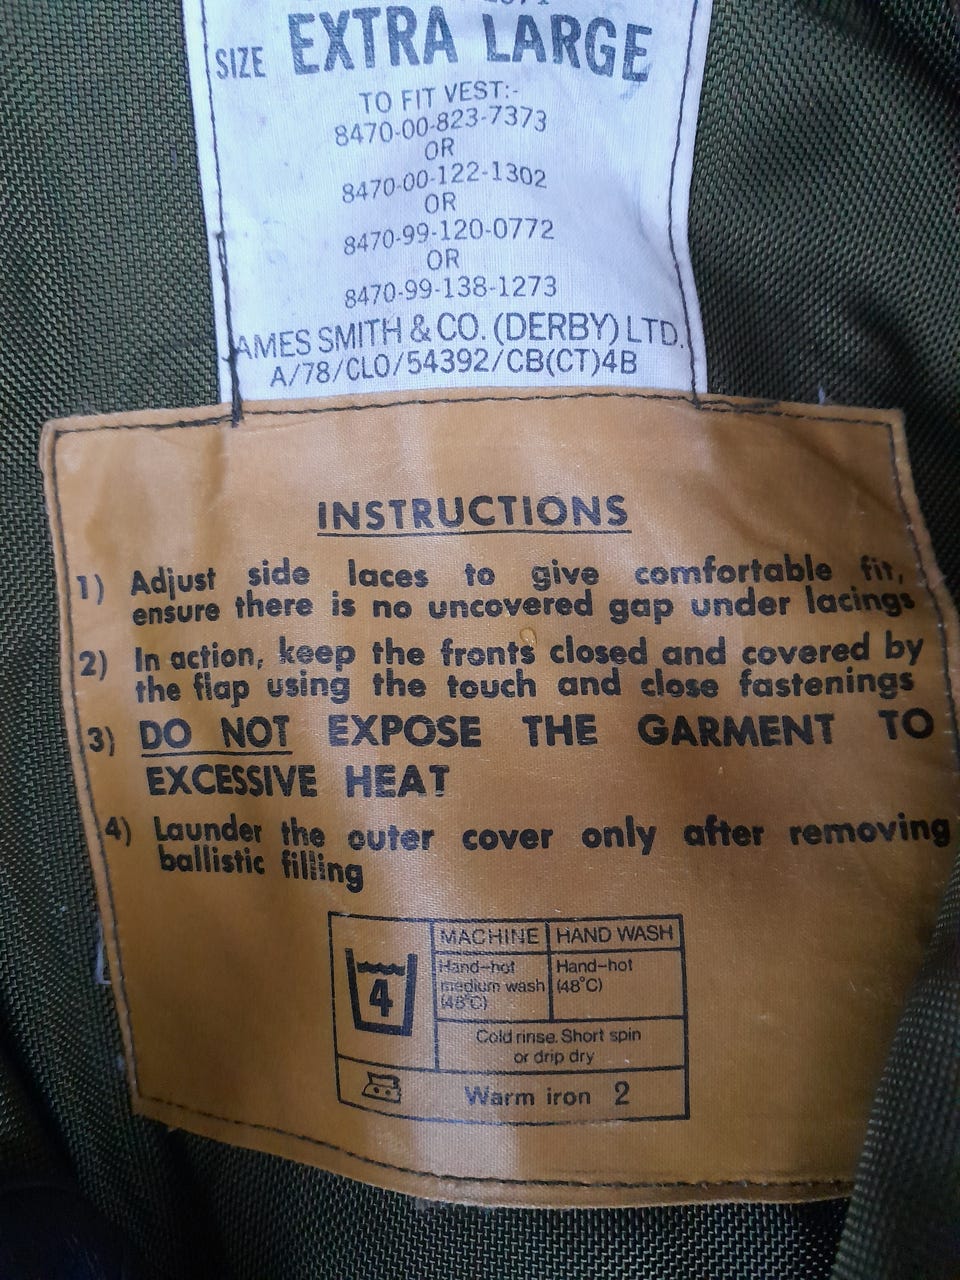 SIZE EXTRA LARGE
TO FIT VEST:-
8470-00-823-7373
OR
8470-00-122-1302
OR
8470-99-120-0772
OR
8470-99-138-1273
AMES SMITH & CO. (DERBY) LTD.
A/78/CLO/54392/CB(CT)4B
INSTRUCTIONS
1) Adjust side laces to give comfortable fit,
ensure there is no uncovered gap under lacings
2) In action, keep the fronts closed and covered by
the flap using the touch and close fastenings
3) DO NOT EXPOSE THE GARMENT TO
EXCESSIVE HEAT
4) Launder the outer cover only after removing
ballistic filling
MACHINE HAND WASH
4
Hand-hot
medium wash
(48°C)
Hand-hot
(48°C)
Cold rinse. Short spin
or drip dry
Warm iron 2